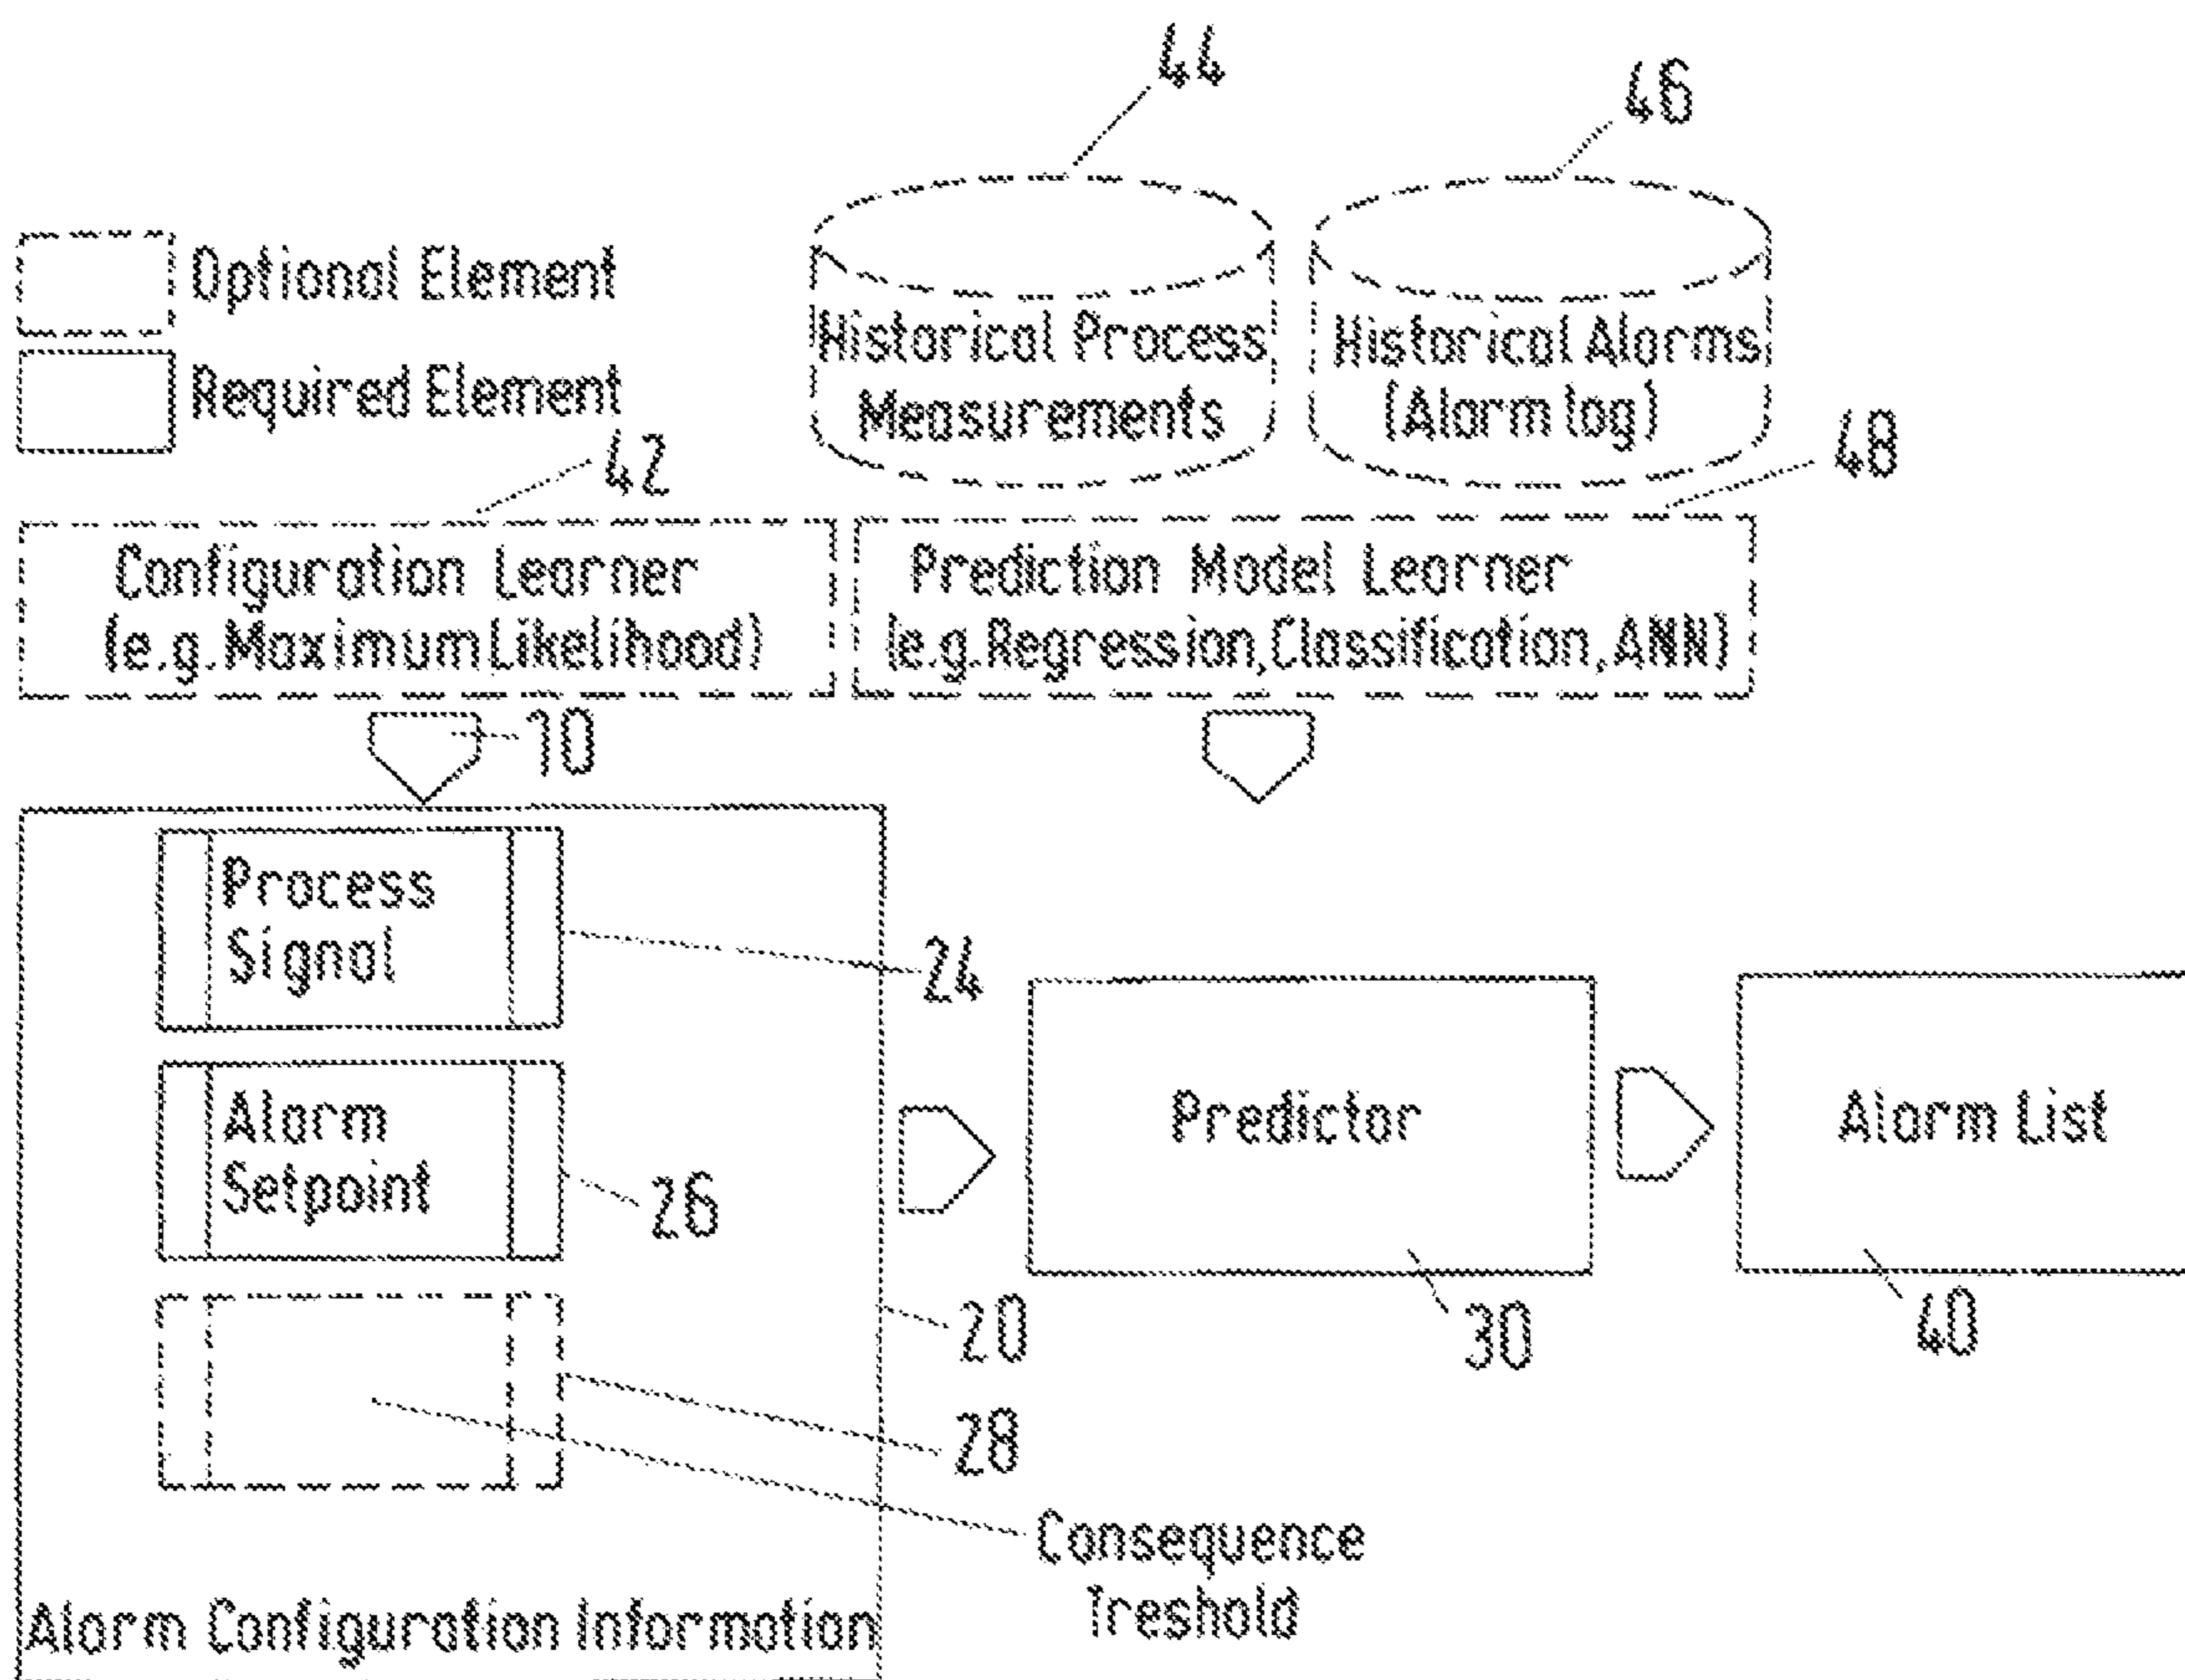 44
46
Optional Element
Required Element
Historical Process
Measurements
Historical Alarms
(Alarm log)
42
48
Configuration Learner
(e.g. Maximum Likelihood)
Prediction Model Learner
(e.g. Regression, Classification, ANN)
10
Process
Signal
24
Alarm
Setpoint
26
Predictor
Alarm List
20
30
40
28
Consequence
Treshold
Alarm Configuration Information